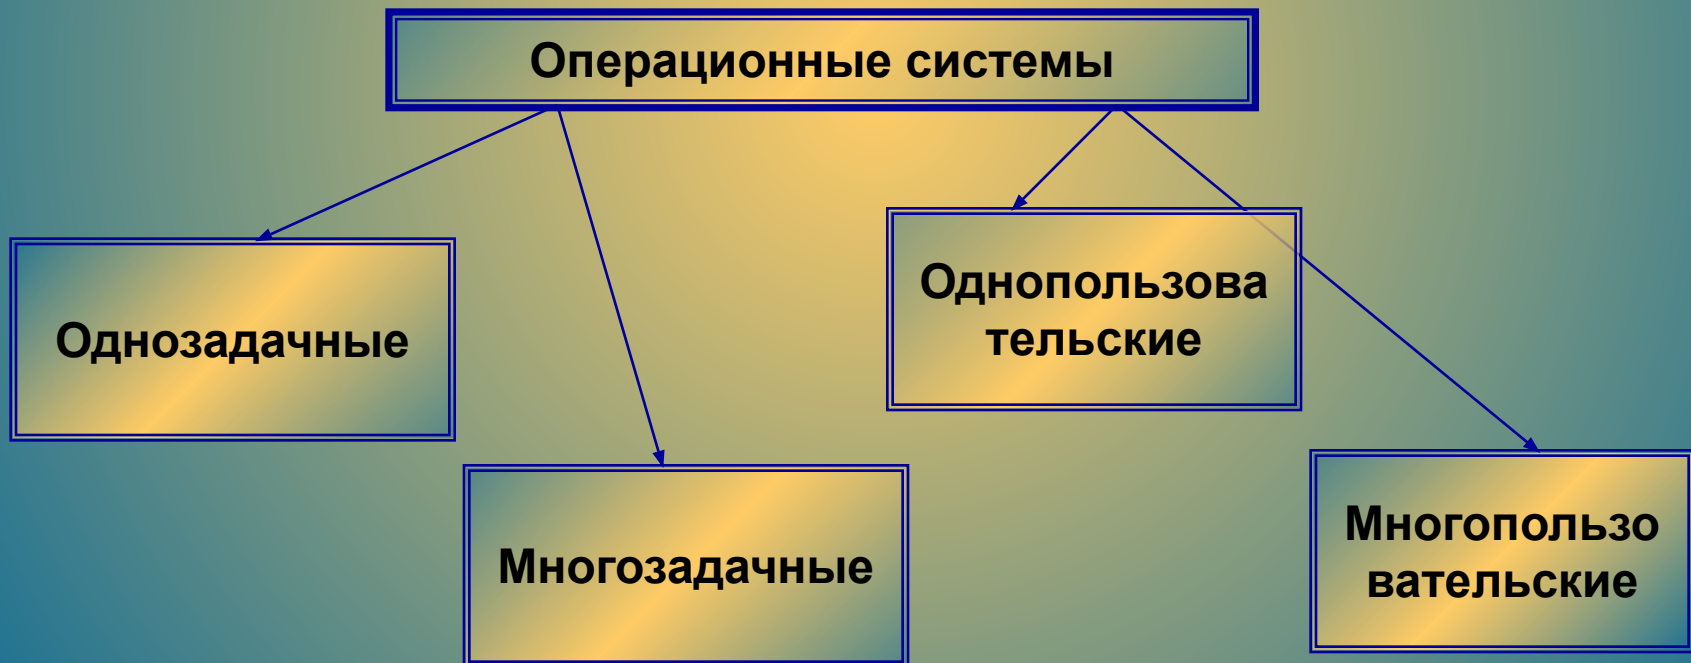 Операционные системы
Однозадачные
Многозадачные
Однопользова
тельские
Многопользо
вательские